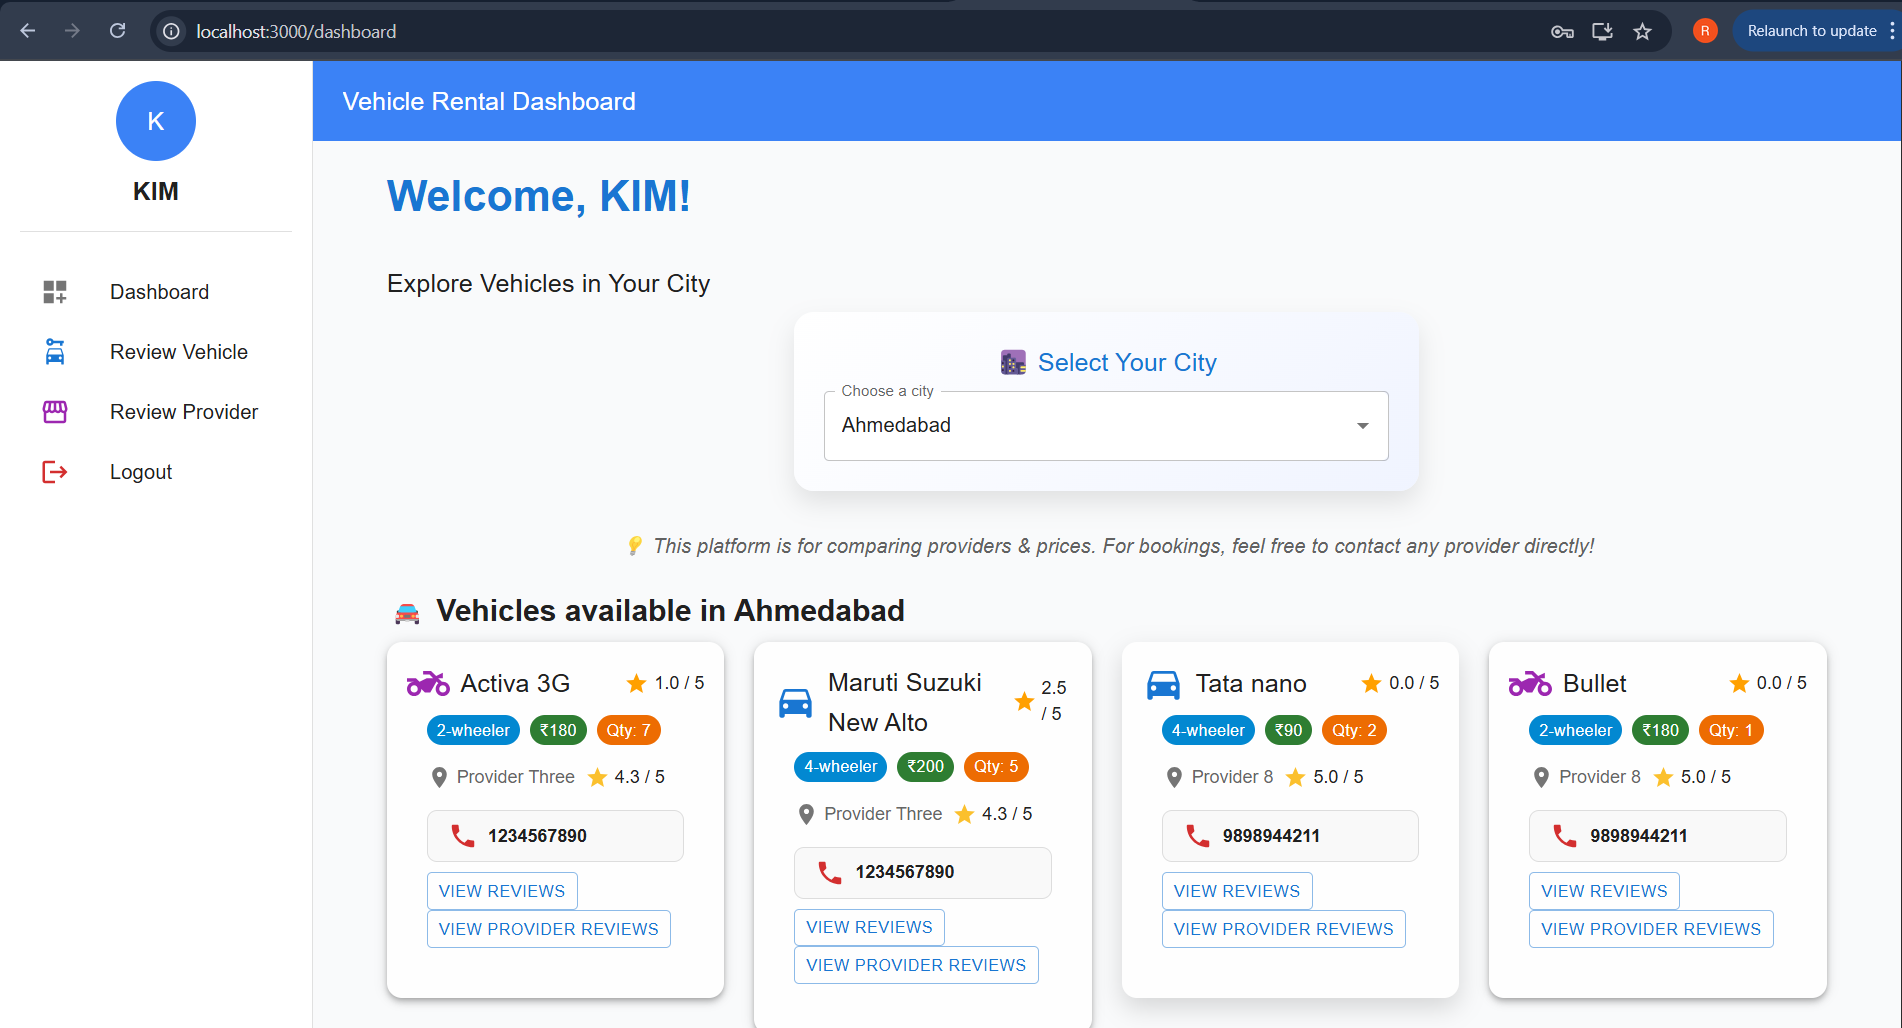 localhost:3000/dashboard
R
Relaunch to update
K
KIM
Dashboard
Review Vehicle
Review Provider
Logout
Vehicle Rental Dashboard
Welcome, KIM!
Explore Vehicles in Your City
Select Your City
Choose a city
Ahmedabad
This platform is for comparing providers & prices. For bookings, feel free to contact any provider directly!
Vehicles available in Ahmedabad
Activa 3G
1.0 / 5
2-wheeler
₹180
Qty: 7
Provider Three
4.3 / 5
1234567890
VIEW REVIEWS
VIEW PROVIDER REVIEWS
Maruti Suzuki
New Alto
2.5
/ 5
4-wheeler
₹200
Qty: 5
Provider Three
4.3 / 5
1234567890
VIEW REVIEWS
VIEW PROVIDER REVIEWS
Tata nano
0.0 / 5
4-wheeler
₹90
Qty: 2
Provider 8
5.0 / 5
9898944211
VIEW REVIEWS
VIEW PROVIDER REVIEWS
Bullet
0.0 / 5
2-wheeler
₹180
Qty: 1
Provider 8
5.0 / 5
9898944211
VIEW REVIEWS
VIEW PROVIDER REVIEWS